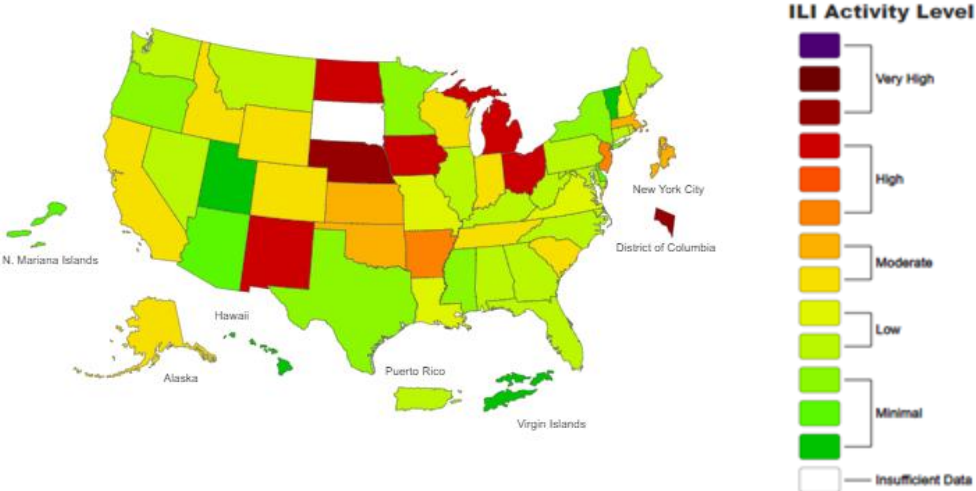 ILI Activity Level
Very High
High
Moderate
Low
Minimal
Insufficient Data
New York City
District of Columbia
N. Mariana Islands
Hawaii
Alaska
Puerto Rico
Virgin Islands